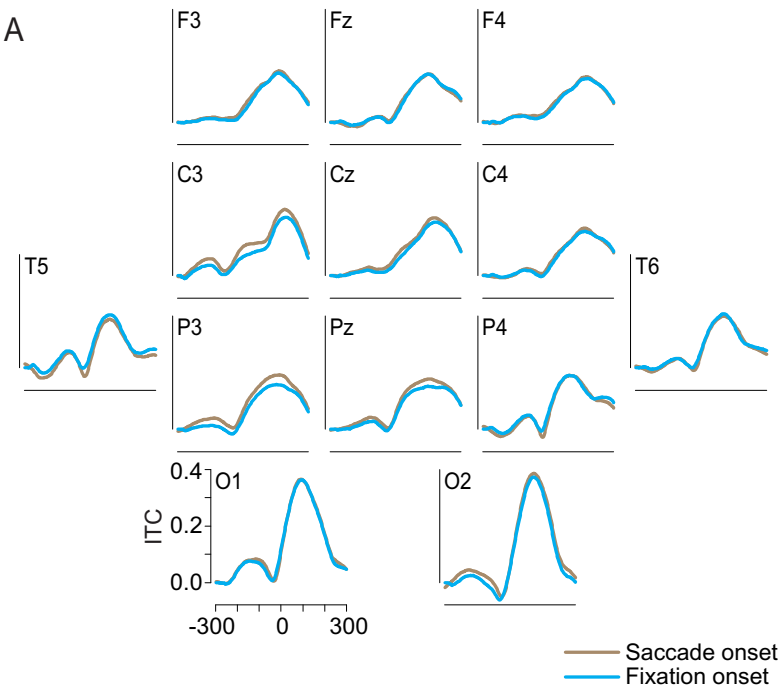 A
F3
Fz
F4
C3
Cz
C4
T5
T6
P3
Pz
P4
O1
O2
0.4
0.2
0.0
ITC
-300
0
300
Saccade onset
Fixation onset